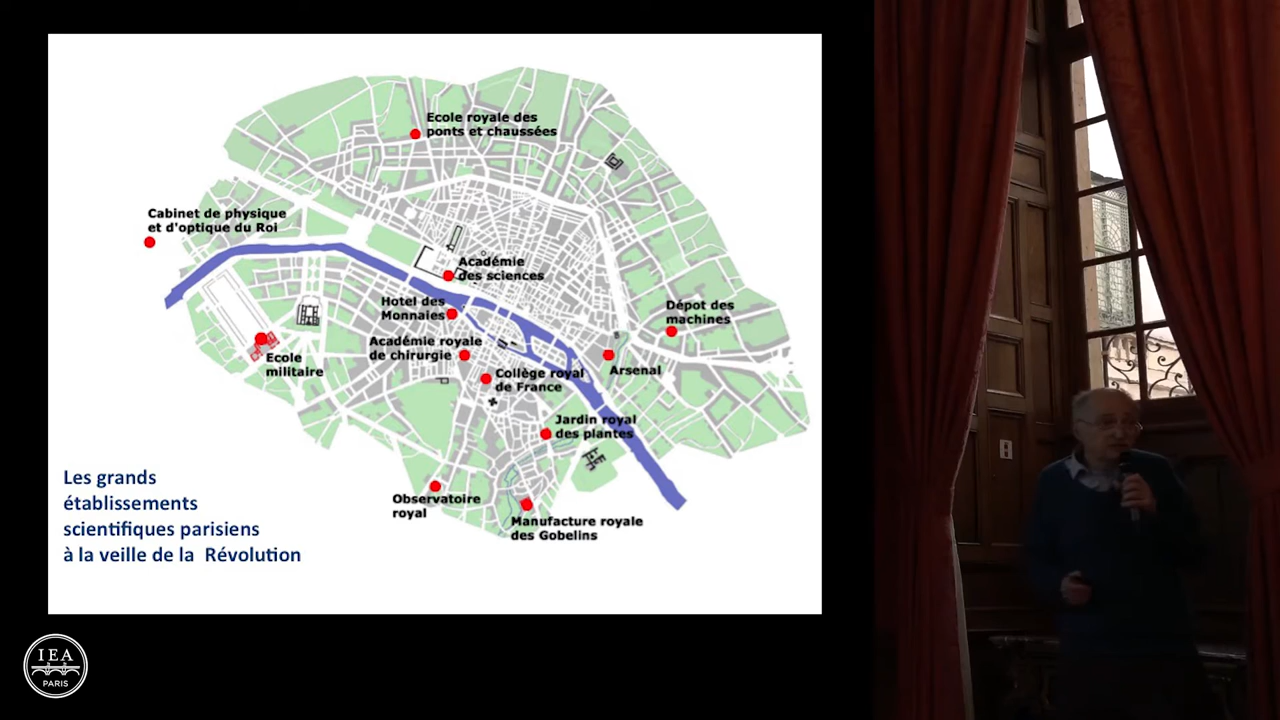 Ecole royale des
ponts et chaussées
Cabinet de physique
et d'optique du Roi
Académie
des sciences
Hotel des
Monnaies
Dépot des
machines
Académie royale
de chirurgie
Ecole
militaire
Arsenal
Collège royal
de France
Jardin royal
des plantes
Observatoire
royal
Manufacture royale
des Gobelins
Les grands
établissements
scientifiques parisiens
à la veille de la Révolution
IEA
PARIS